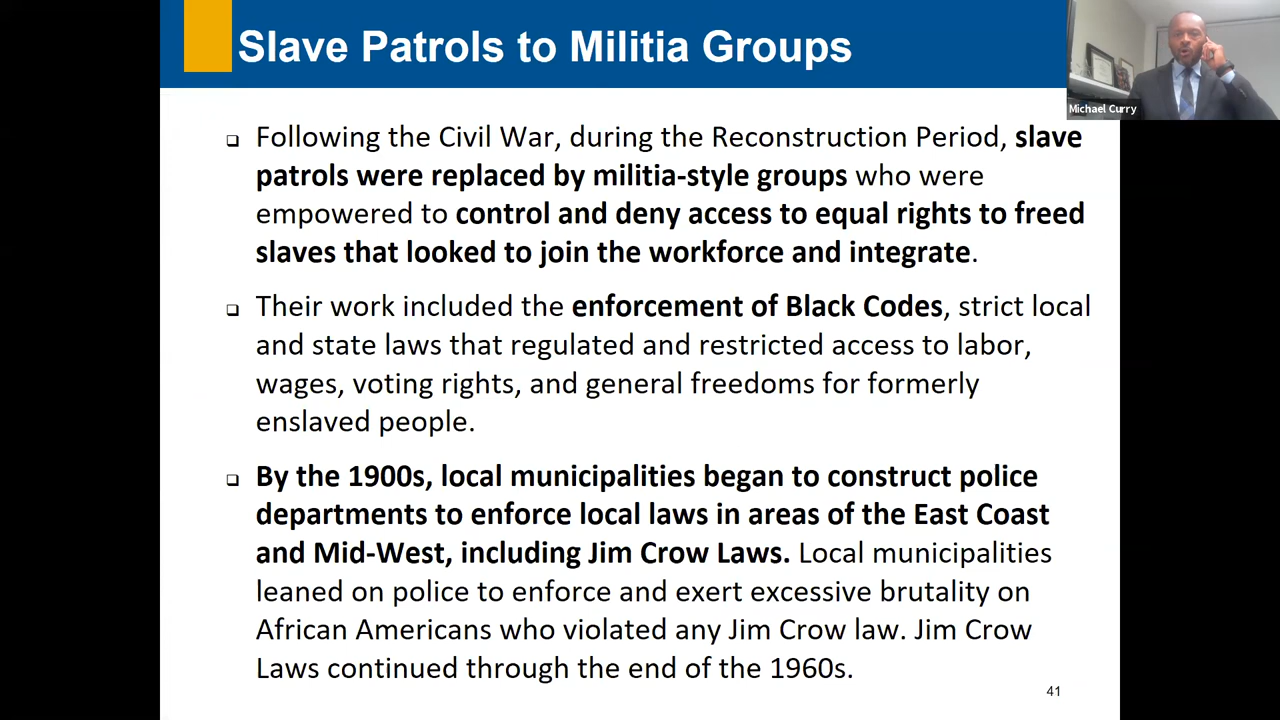 Slave Patrols to Militia Groups
Michael Curry
❑ Following the Civil War, during the Reconstruction Period, slave
patrols were replaced by militia-style groups who were
empowered to control and deny access to equal rights to freed
slaves that looked to join the workforce and integrate.
❑ Their work included the enforcement of Black Codes, strict local
and state laws that regulated and restricted access to labor,
wages, voting rights, and general freedoms for formerly
enslaved people.
❑ By the 1900s, local municipalities began to construct police
departments to enforce local laws in areas of the East Coast
and Mid-West, including Jim Crow Laws. Local municipalities
leaned on police to enforce and exert excessive brutality on
African Americans who violated any Jim Crow law. Jim Crow
Laws continued through the end of the 1960s.
41